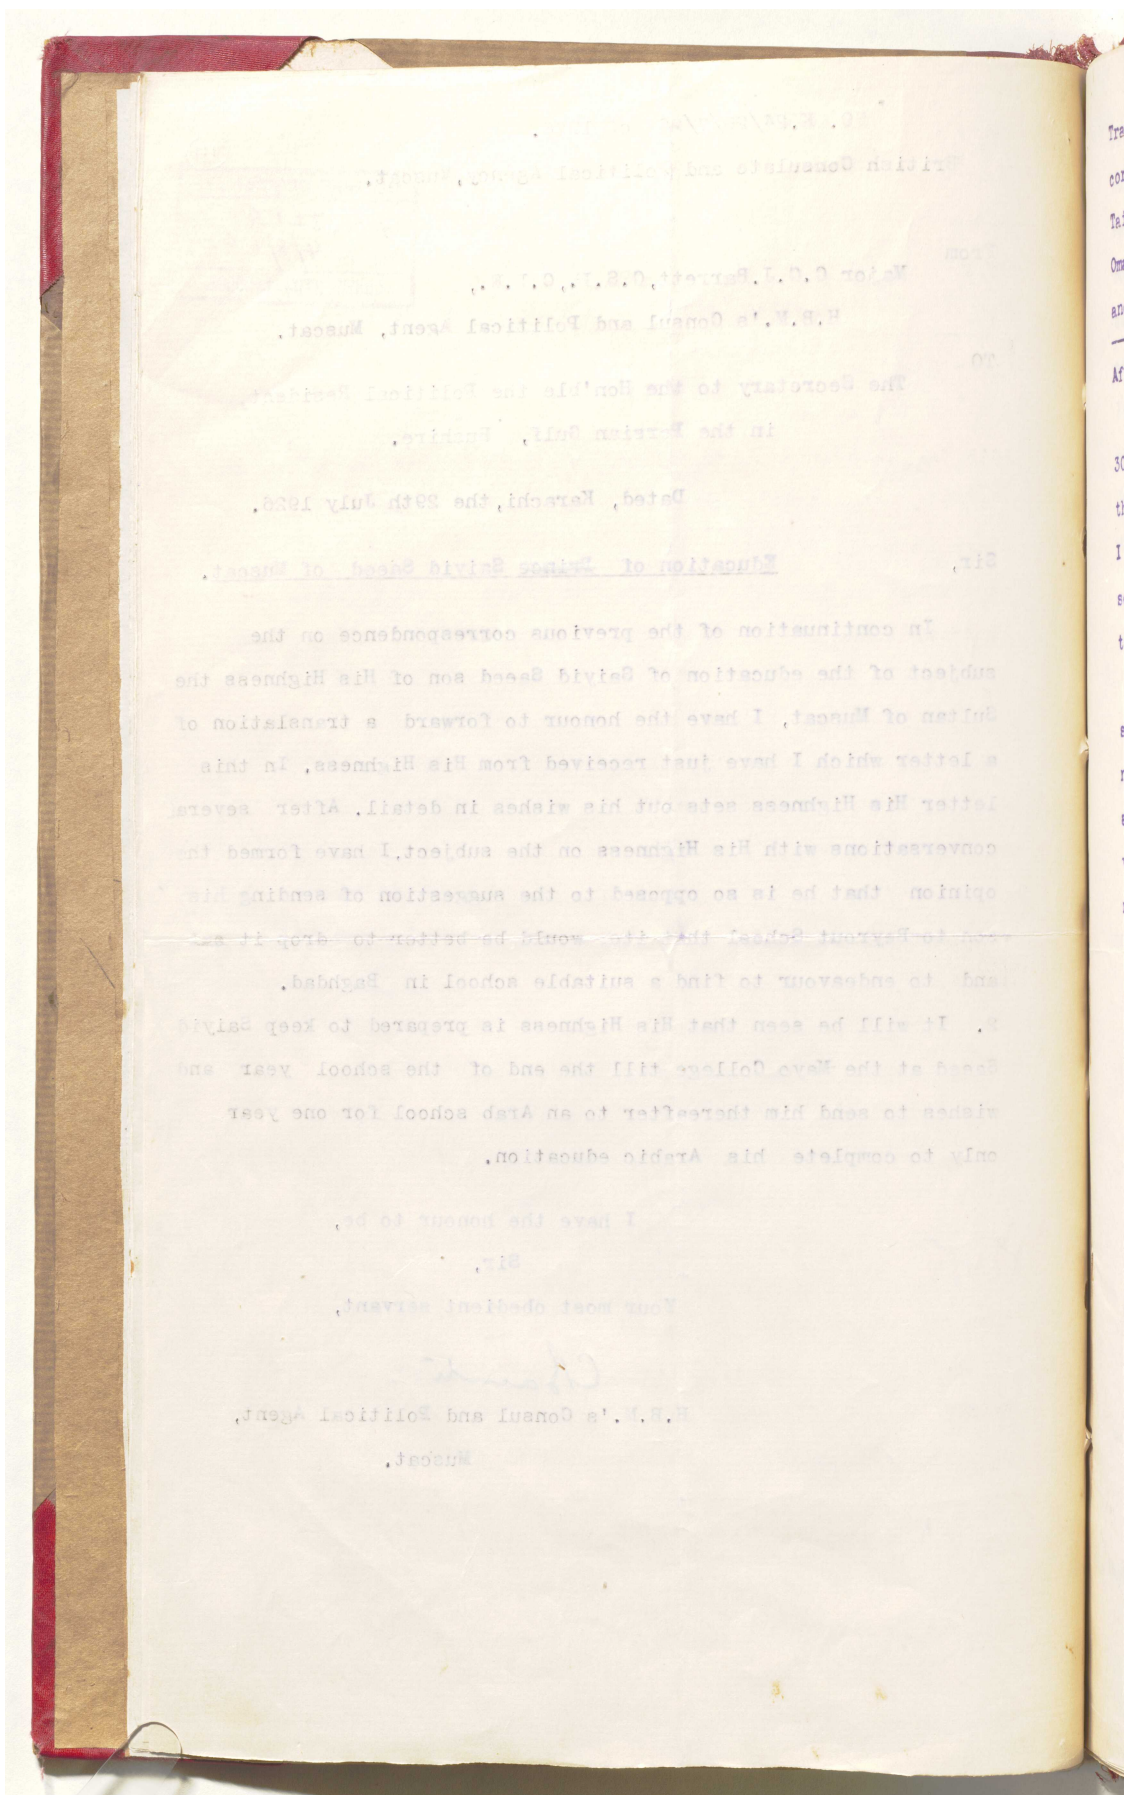 British Consulate and Political Agency, Muscat.
From
Major C.C.J.Barrett,C.S.I.,C.I.E.,
H.B.M.'s Consul and Political Agent, Muscat.
TO
The Secretary to the Hon'ble the Political Resident,
in the Persian Gulf, Bushire.
Dated, Karachi,the 29th July 1926.
Sir,
Education of Prince Saiyid Saeed of Muscat.
In continuation of the previous correspondence on the
subject of the education of Saiyid Saeed son of His Highness the
Sultan of Muscat, I have the honour to forward a translation of
a letter which I have just received from His Highness. In this
letter His Highness sets out his wishes in detail. After severa
conversations with His Highness on the subject,I have formed the
opinion that he is so opposed to the suggestion of sending his
son to Beyrout School that it would be better to drop it
and to endeavour to find a suitable school in Baghdad.
2. It will be seen that His Highness is prepared to keep Saiyid
Saeed at the Mayo College till the end of the school year and
wishes to send him thereafter to an Arab school for one year
only to complete his Arabic education.
I have the honour to be,
Sir,
Your most obedient servant,
H.B.M.'s Consul and Political Agent,
Muscat.